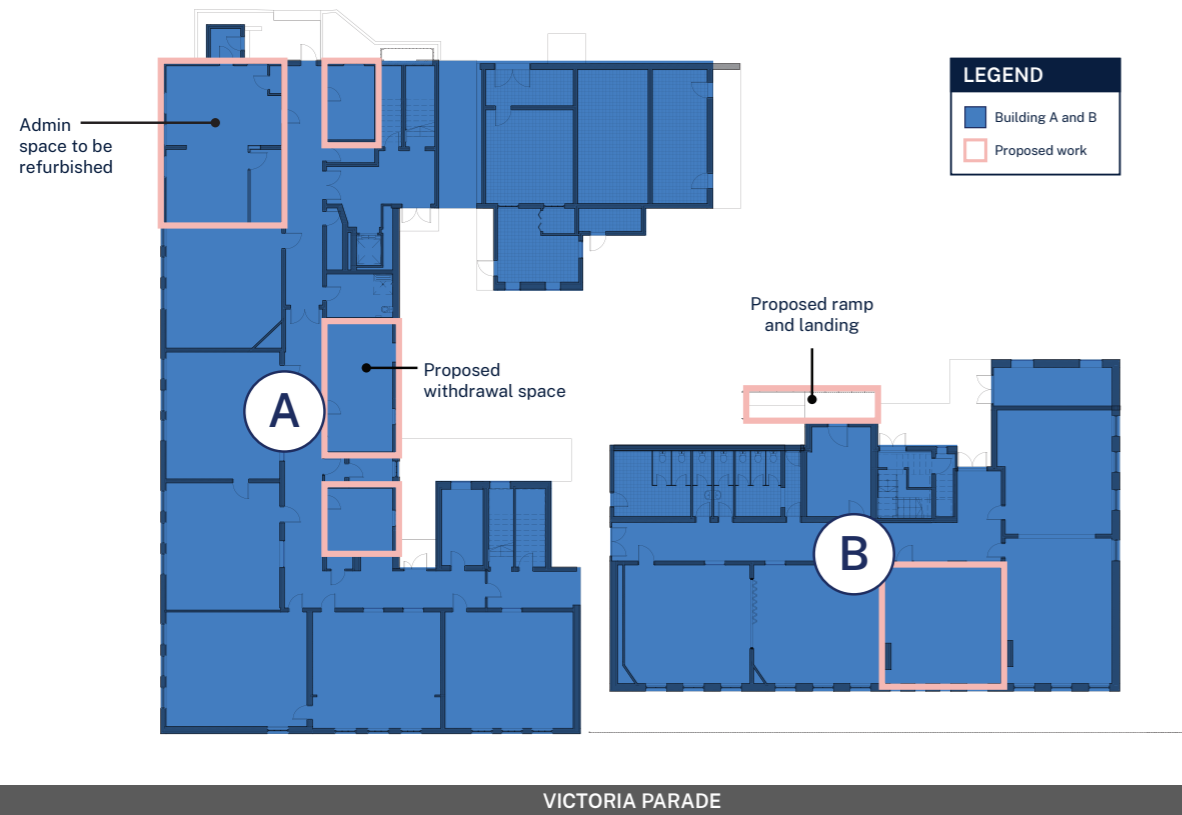 LEGEND
Building A and B
Proposed work
Admin
space to be
refurbished
Proposed ramp
and landing
Proposed
withdrawal space
A
B
VICTORIA PARADE